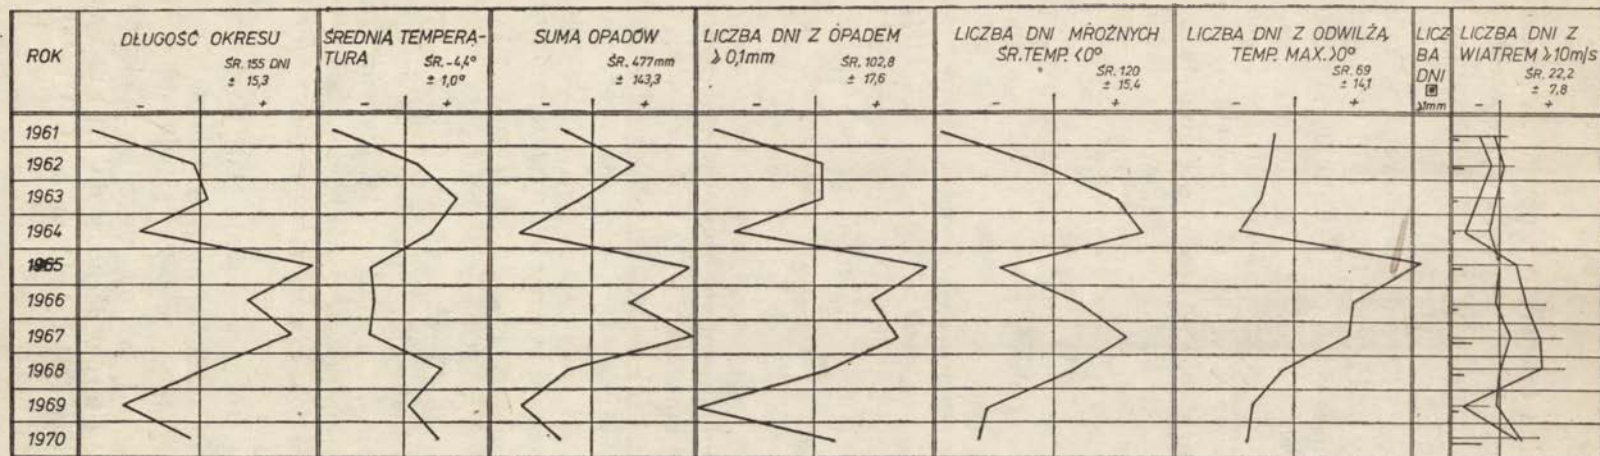 ROK
DŁUGOŚĆ OKRESU
ŚR. 155 DNI
± 15,3
- +
ŚREDNIA TEMPERA-
TURA ŚR. -4,4°
± 1,0°
- +
SUMA OPADÓW
ŚR. 477mm
± 143,3
- +
LICZBA DNI Z OPADEM
≥ 0,1mm ŚR. 102,8
± 17,6
- +
LICZBA DNI MROŹNYCH
ŚR. TEMP. <0°
ŚR. 120
± 15,4
- +
LICZBA DNI Z ODWILŻĄ
TEMP. MAX. >0°
ŚR. 69
± 14,1
- +
LICZ
BA
DNI
≥1mm
LICZBA DNI Z
WIATREM ≥ 10m/s
ŚR. 22,2
± 7,8
- +
1961
1962
1963
1964
1965
1966
1967
1968
1969
1970